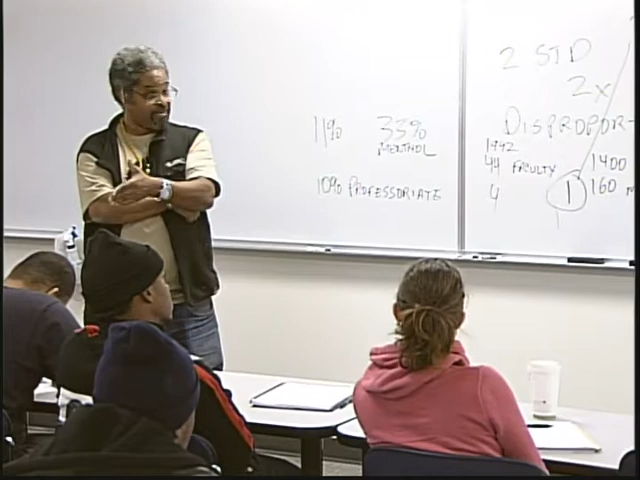 11% 33%
MENTHOL
10% PROFESSORIATE
2 STD
2x
DISPROPOR-
1992
44 FACULTY 1400
4 1 160